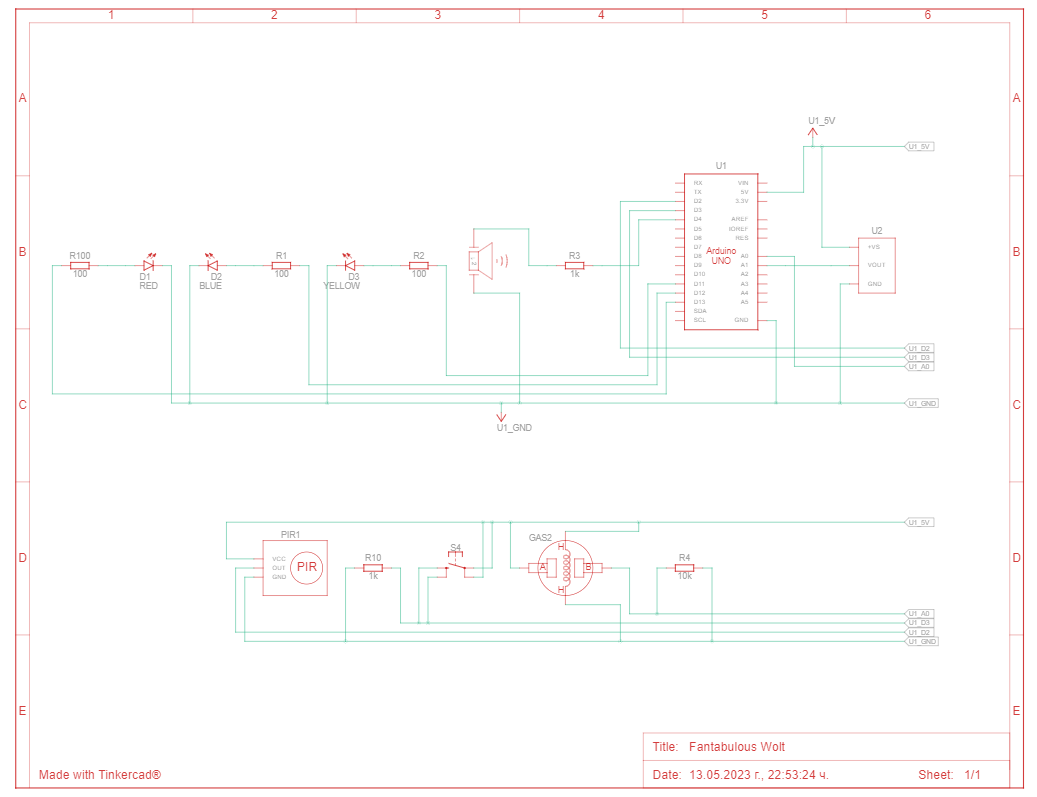 1 2 3 4 5 6
A A
U1_5V
U1_5V
U1
RX VIN
TX 5V
D2 3.3V
D3
D4 AREF
D5 IOREF
D6 RES
D7
D8 A0
D9 A1
D10 A2
D11 A3
D12 A4
D13 A5
SDA
SCL GND
Arduino
UNO
U2
+VS
VOUT
GND
B B
R100
100
D1
RED
D2
BLUE
R1
100
D3
YELLOW
R2
100
R3
1k
U1_D2
U1_D3
U1_A0
C C
U1_GND
U1_GND
U1_5V
D D
PIR1
VCC
OUT
GND
PIR
R10
1k
S4
GAS2
H
A B
H
R4
10k
U1_A0
U1_D3
U1_D2
U1_GND
E E
Title: Fantabulous Wolt
Made with Tinkercad®
Date: 13.05.2023 г., 22:53:24 ч. Sheet: 1/1